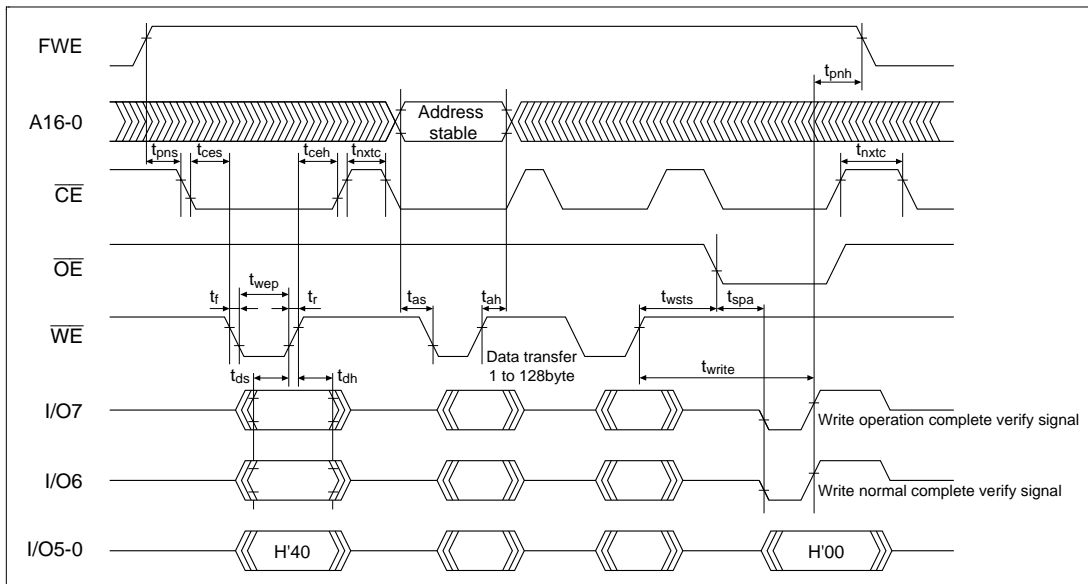 FWE
tpnh
A16-0
Address
stable
tpns
tces
tceh
tnxtc
tnxtc
CE
OE
tf
twep
tr
tas
tah
twsts
tspa
WE
Data transfer
1 to 128byte
twrite
tds
tdh
I/O7
Write operation complete verify signal
I/O6
Write normal complete verify signal
I/O5-0
H'40
H'00